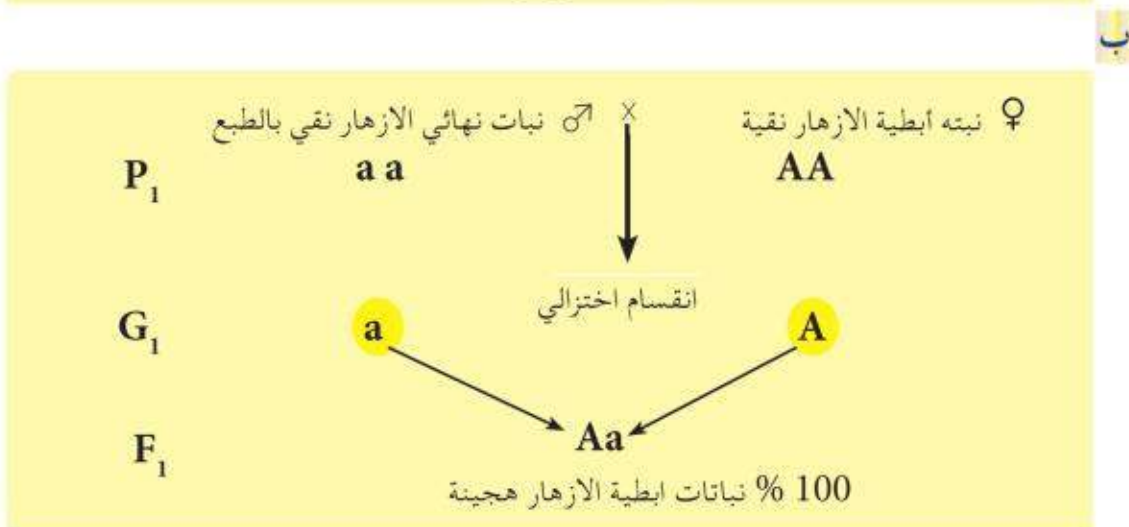 ب
♀ نبته أبطية الازهار نقية × ♂ نبات نهائي الازهار نقي بالطبع
P₁ AA a a
انقسام اختزالي
G₁ A a
F₁ Aa
100 % نباتات ابطية الازهار هجينة